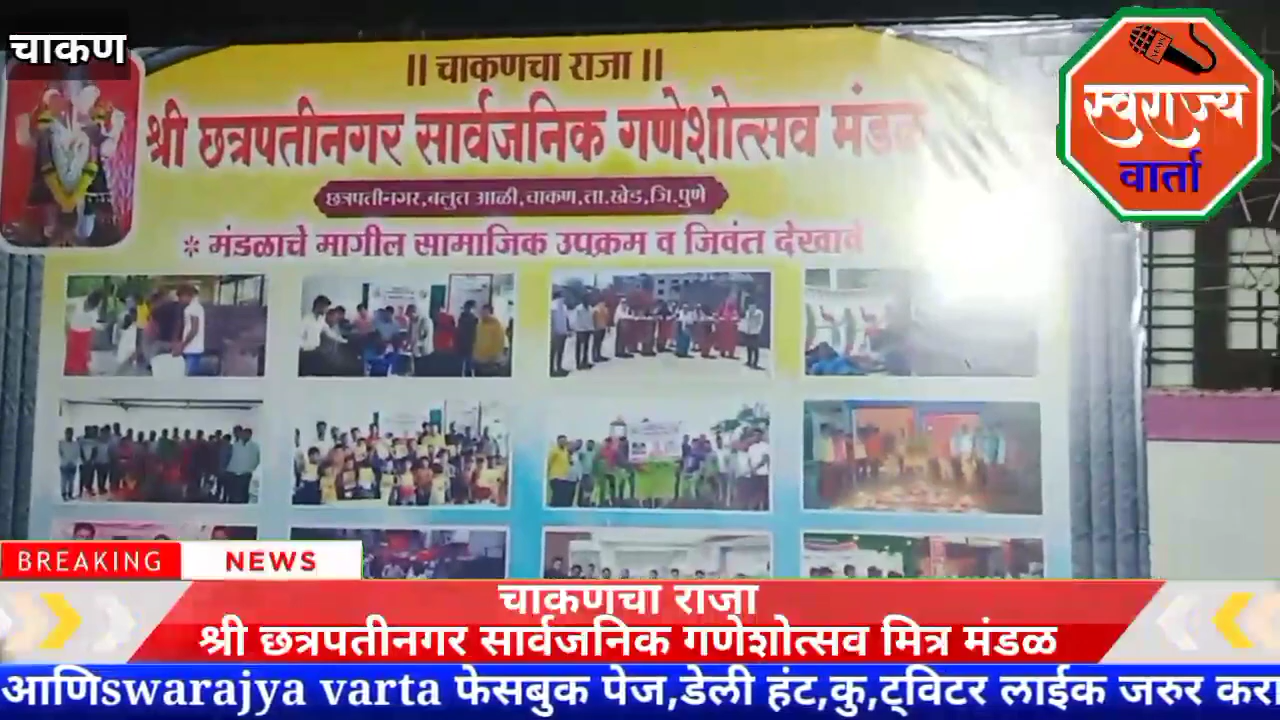 चाकण
स्वराज्य
वार्ता
॥ चाकणचा राजा ॥
श्री छत्रपतीनगर सार्वजनिक गणेशोत्सव मंडळ
छत्रपतीनगर,बलुत आळी,चाकण,ता.खेड,जि.पुणे
* मंडळाचे मागील सामाजिक उपक्रम व जिवंत देखावे
BREAKING NEWS
चाकणचा राजा
श्री छत्रपतीनगर सार्वजनिक गणेशोत्सव मित्र मंडळ
आणिswarajya varta फेसबुक पेज,डेली हंट,कु,ट्विटर लाईक जरुर करा